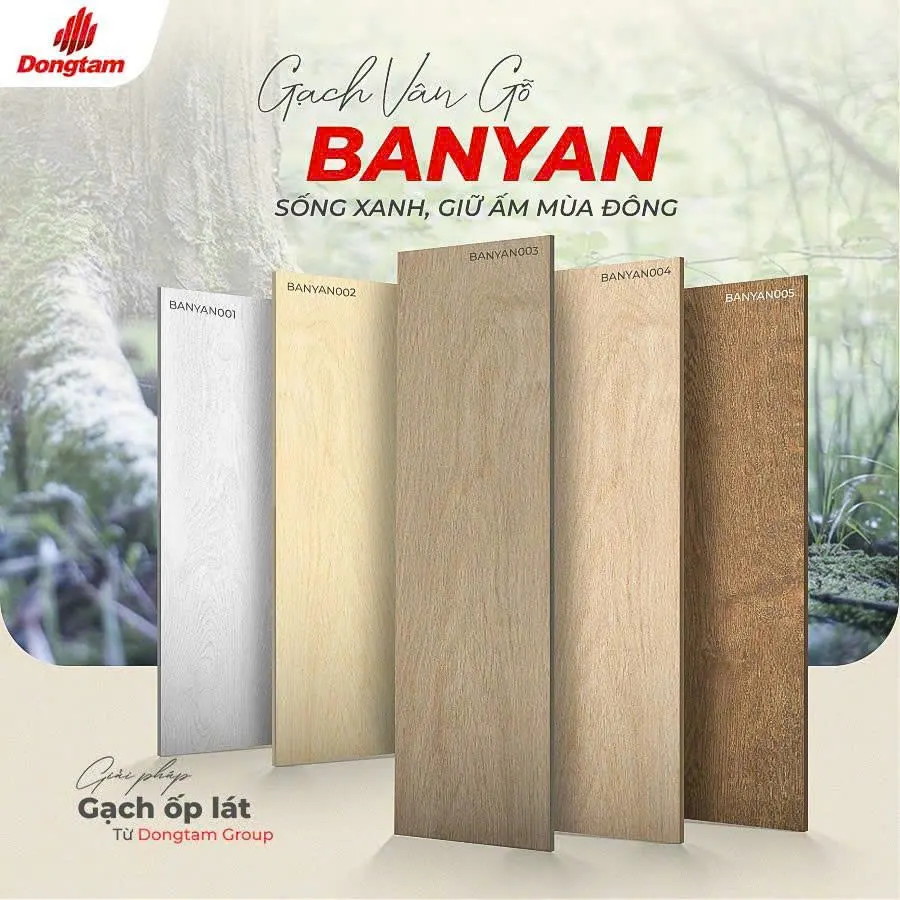 Dongtam
Gạch Vân Gỗ
BANYAN
SỐNG XANH, GIỮ ẤM MÙA ĐÔNG
BANYAN001
BANYAN002
BANYAN003
BANYAN004
BANYAN005
Giải pháp
Gạch ốp lát
Từ Dongtam Group